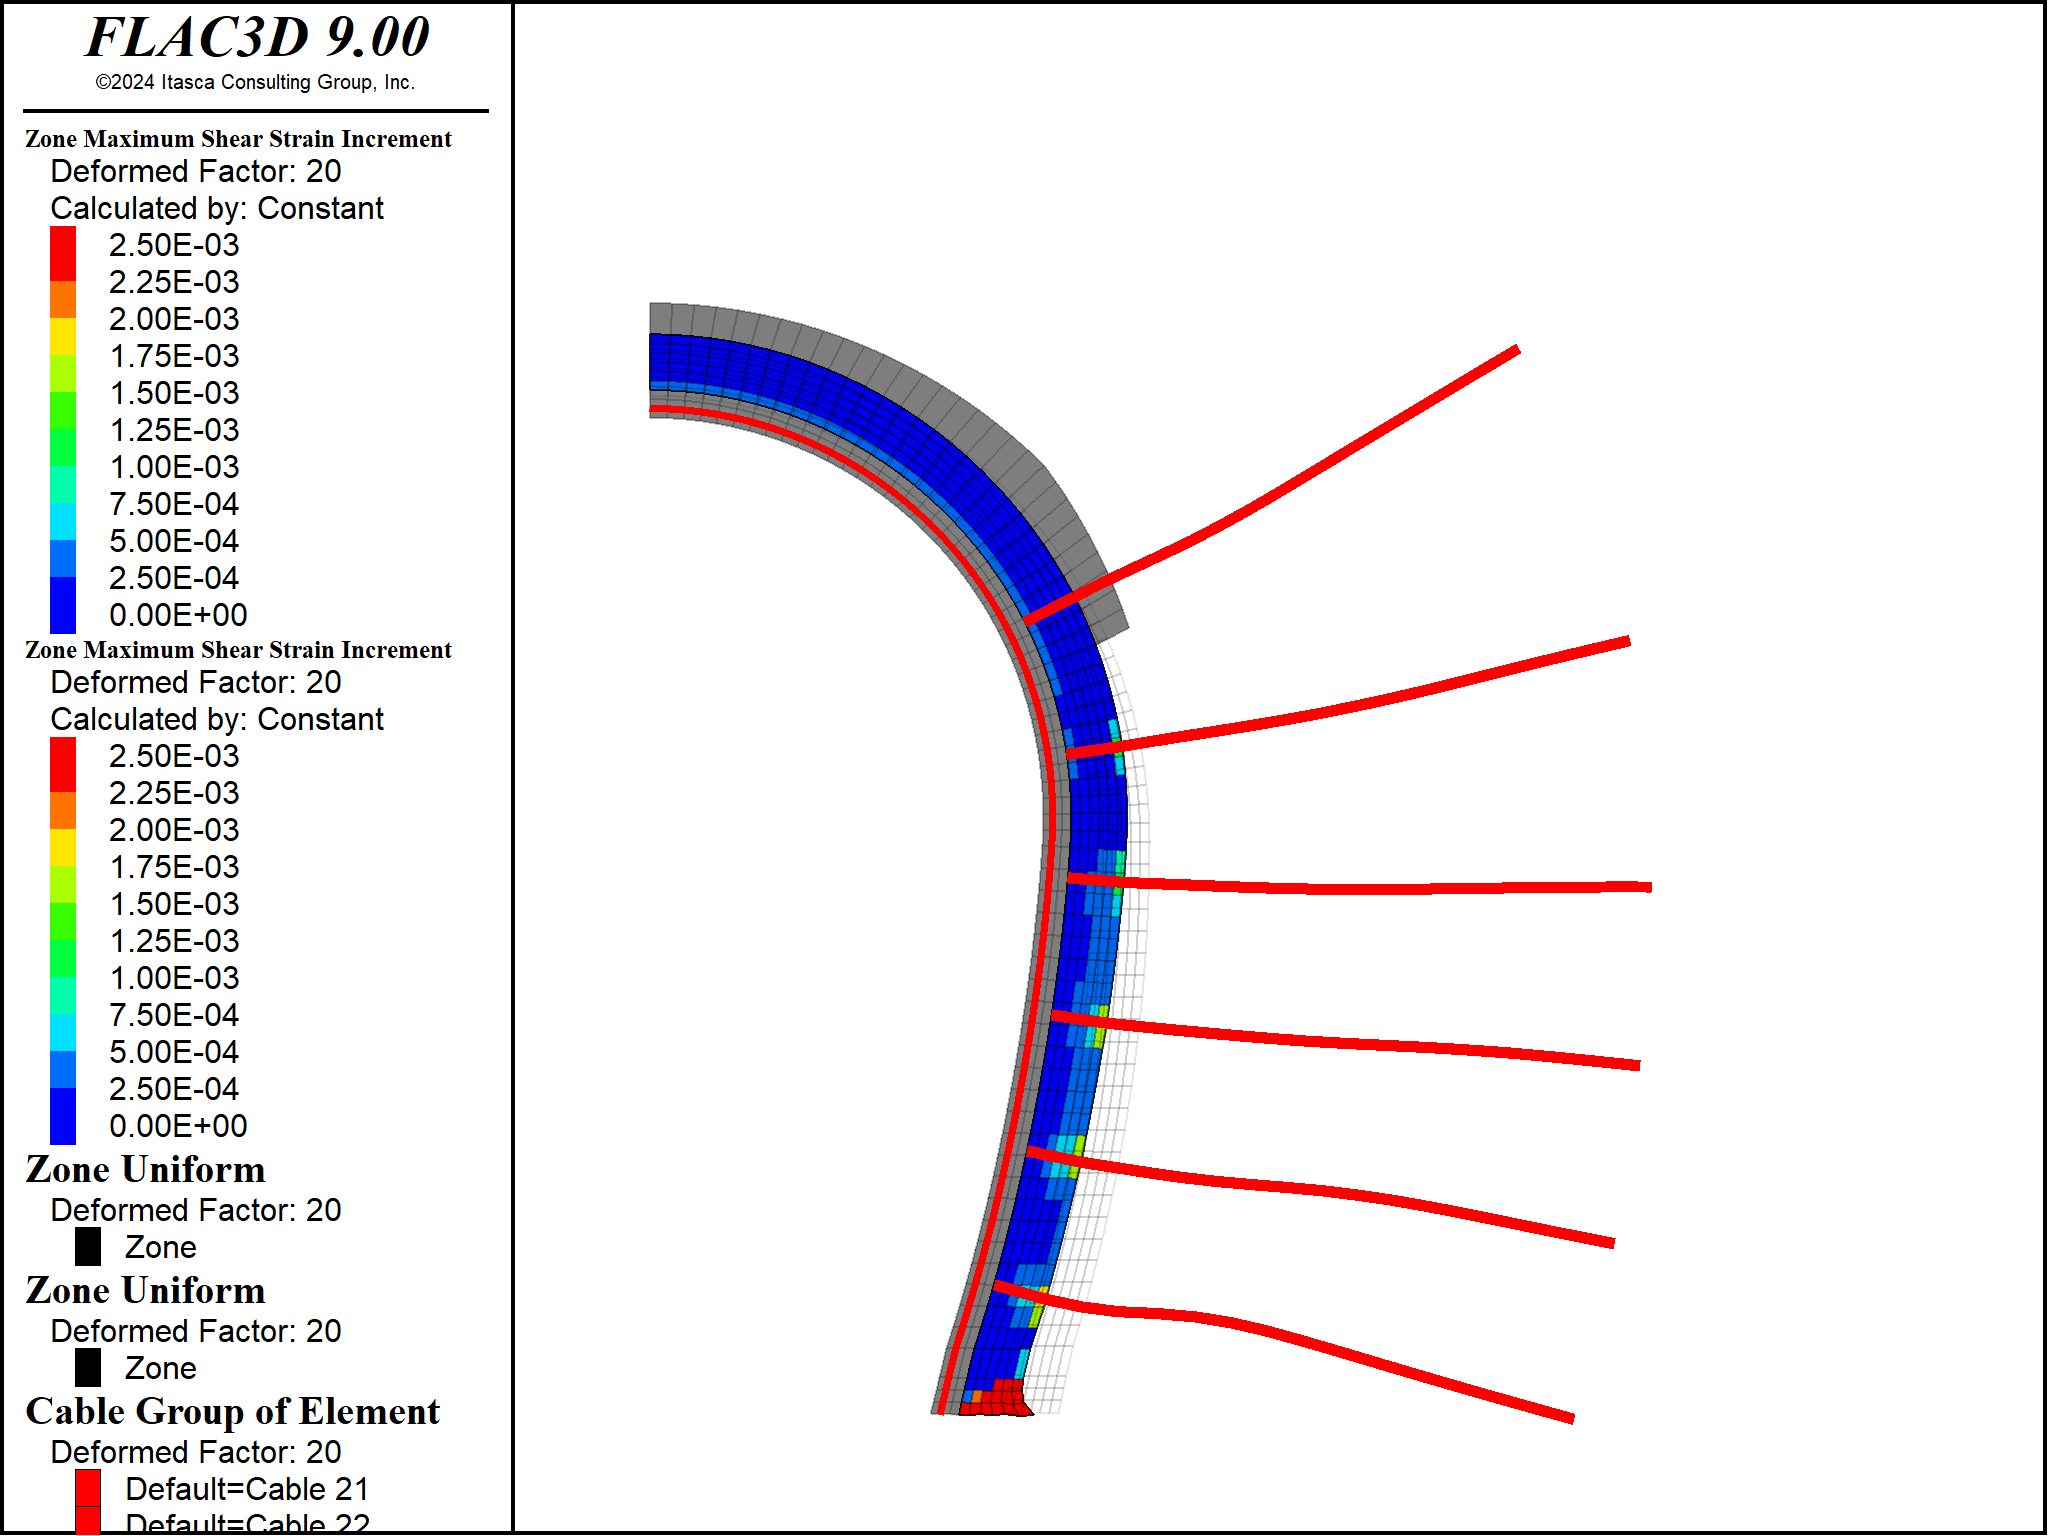 FLAC3D 9.00
©2024 Itasca Consulting Group, Inc.
Zone Maximum Shear Strain Increment
Deformed Factor: 20
Calculated by: Constant
2.50E-03
2.25E-03
2.00E-03
1.75E-03
1.50E-03
1.25E-03
1.00E-03
7.50E-04
5.00E-04
2.50E-04
0.00E+00
Zone Maximum Shear Strain Increment
Deformed Factor: 20
Calculated by: Constant
2.50E-03
2.25E-03
2.00E-03
1.75E-03
1.50E-03
1.25E-03
1.00E-03
7.50E-04
5.00E-04
2.50E-04
0.00E+00
Zone Uniform
Deformed Factor: 20
Zone
Zone Uniform
Deformed Factor: 20
Zone
Cable Group of Element
Deformed Factor: 20
Default=Cable 21
Default=Cable 22